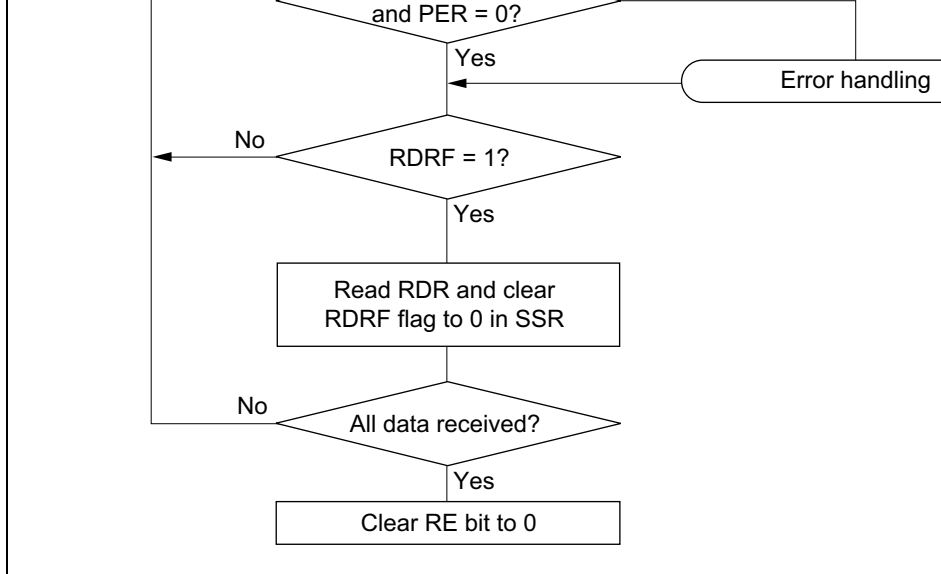 and PER = 0?
Yes
Error handling
No
RDRF = 1?
Yes
Read RDR and clear
RDRF flag to 0 in SSR
No
All data received?
Yes
Clear RE bit to 0